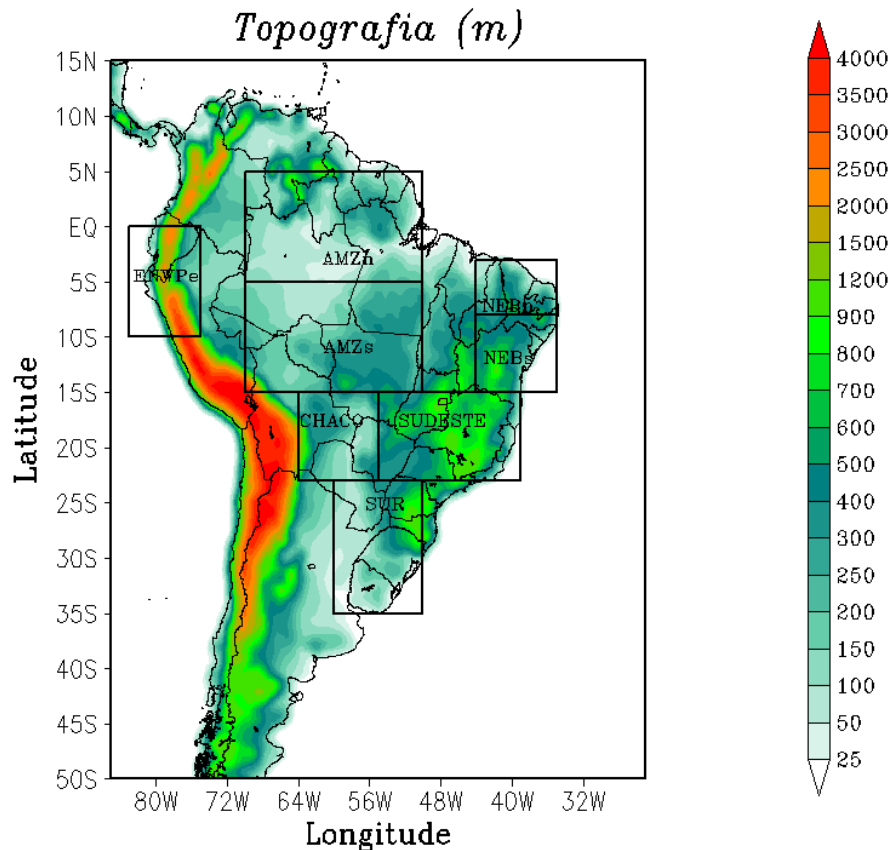 Topografia (m)
15N
10N
5N
EQ
5S
10S
15S
20S
25S
30S
35S
40S
45S
50S
Latitude
80W 72W 64W 56W 48W 40W 32W
Longitude
AMZn
ENWPe
NEBn
AMZs
NEBs
CHACO
SUDESTE
SUR
4000
3500
3000
2500
2000
1500
1200
900
800
700
600
500
400
300
250
200
150
100
50
25